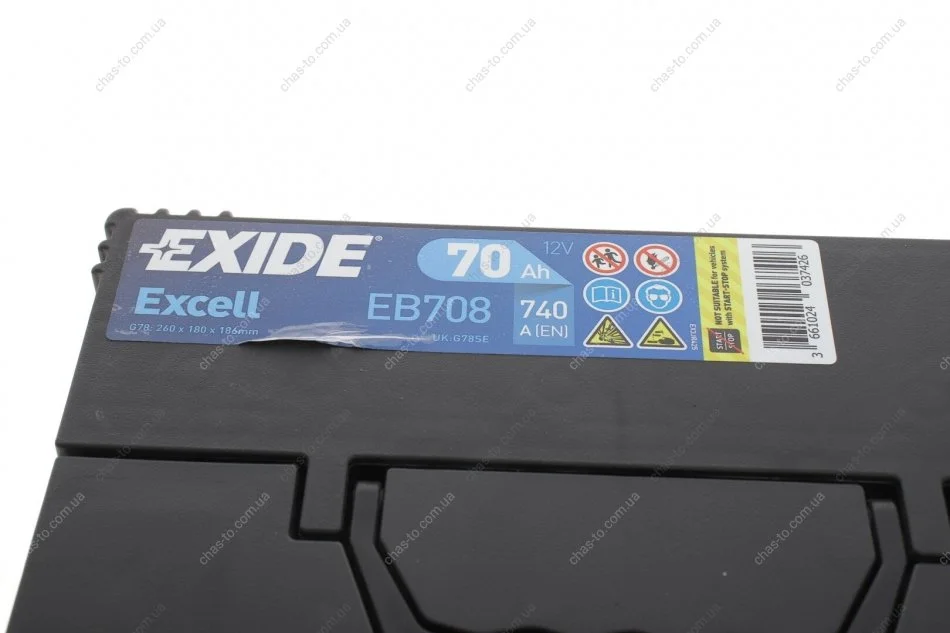 EXIDE
Excell
G78: 260 x 180 x 186mm
70 Ah
12V
EB708
740
A (EN)
UK:G78SE
NOT SUITABLE for vehicles
with START-STOP system
START
STOP
3 661024 037426
chas-to.com.ua